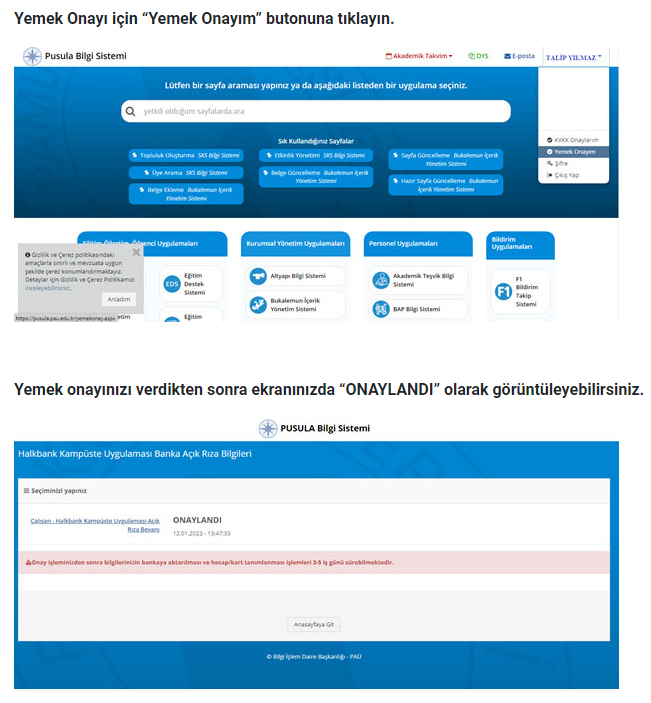 Yemek Onayı için “Yemek Onayım” butonuna tıklayın.
Pusula Bilgi Sistemi
Akademik Takvim
DYS
E-posta
TALİP YILMAZ
Lütfen bir sayfa araması yapınız ya da aşağıdaki listeden bir uygulama seçiniz.
yetkili olduğum sayfalarda ara
KVKK Onaylarım
Yemek Onayım
Şifre
Çıkış Yap
Sık Kullandığınız Sayfalar
Topluluk Oluşturma SKS Bilgi Sistemi
Etkinlik Yönetimi SKS Bilgi Sistemi
Sayfa Güncelleme Bukalemun İçerik
Yönetim Sistemi
Üye Arama SKS Bilgi Sistemi
Belge Güncelleme Bukalemun İçerik
Yönetim Sistemi
Hazır Sayfa Güncelleme Bukalemun
İçerik Yönetim Sistemi
Belge Ekleme Bukalemun İçerik
Yönetim Sistemi
Eğitim Öğretim, Öğrenci Uygulamaları
Kurumsal Yönetim Uygulamaları
Personel Uygulamaları
Bildirim
Uygulamaları
Gizlilik ve Çerez politikasındaki
amaçlarla sınırlı ve mevzuata uygun
şekilde çerez konumlandırmaktayız.
Detaylar için Gizlilik ve Çerez Politikamızı
inceleyebilirsiniz.
Anladım
https://pusula.pau.edu.tr/yemekonay.aspx
EDS
Eğitim
Destek
Sistemi
Eğitim
Altyapı Bilgi Sistemi
Bukalemun İçerik
Yönetim Sistemi
Akademik Teşvik Bilgi
Sistemi
BAP Bilgi Sistemi
F1
F1
Bildirim
Takip
Sistemi
Yemek onayınızı verdikten sonra ekranınızda “ONAYLANDI” olarak görüntüleyebilirsiniz.
PUSULA Bilgi Sistemi
Halkbank Kampüste Uygulaması Banka Açık Rıza Bilgileri
Seçiminizi yapınız
Çalışan - Halkbank Kampüste Uygulaması Açık
Rıza Beyanı
ONAYLANDI
12.01.2023 - 13:47:33
Onay işleminizden sonra bilgilerinizin bankaya aktarılması ve hesap/kart tanımlanması işlemleri 3-5 iş günü sürebilmektedir.
Anasayfaya Git
© Bilgi İşlem Daire Başkanlığı - PAÜ